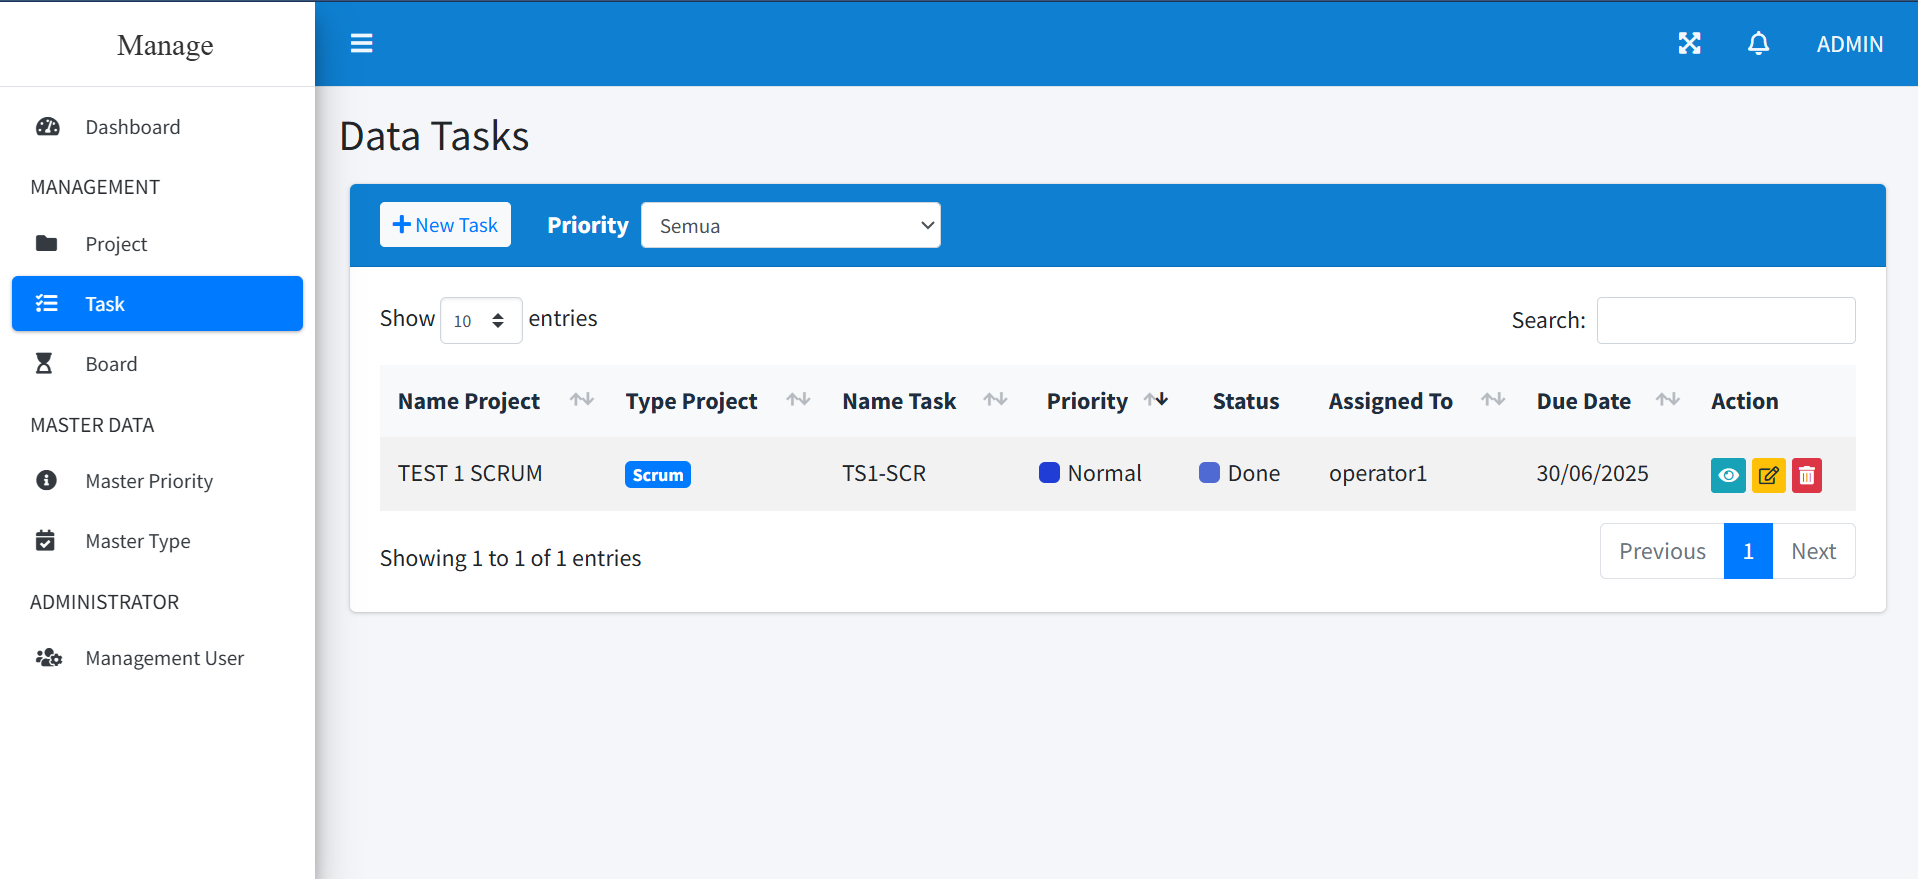 Manage
ADMIN
Dashboard
MANAGEMENT
Project
Task
Board
MASTER DATA
Master Priority
Master Type
ADMINISTRATOR
Management User
Data Tasks
New Task Priority Semua
Show 10 entries Search:
Name Project Type Project Name Task Priority Status Assigned To Due Date Action
TEST 1 SCRUM Scrum TS1-SCR Normal Done operator1 30/06/2025
Showing 1 to 1 of 1 entries Previous 1 Next